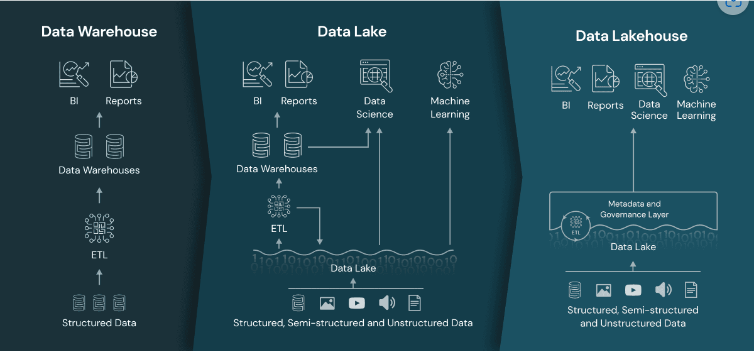 Data Warehouse
BI
Reports
Data Warehouses
ETL
Structured Data
Data Lake
BI
Reports
Data
Science
Machine
Learning
Data Warehouses
ETL
Data Lake
Structured, Semi-structured and Unstructured Data
Data Lakehouse
BI
Reports
Data
Science
Machine
Learning
Metadata and
Governance Layer
ETL
Data Lake
Structured, Semi-structured
and Unstructured Data